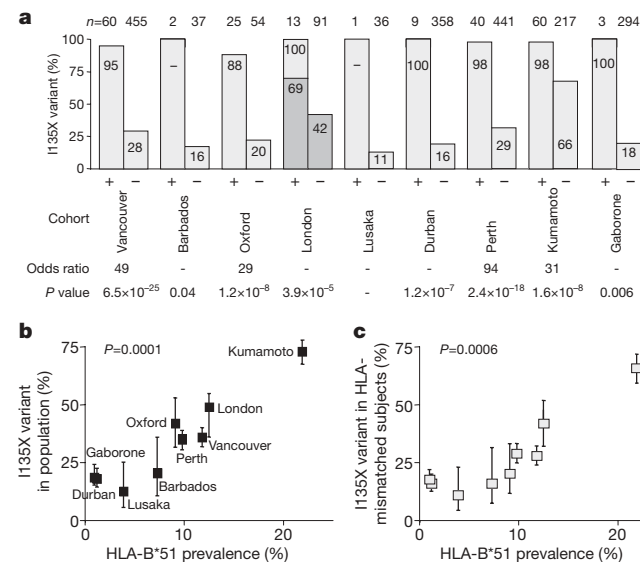 a
n=60 455 2 37 25 54 13 91 1 36 9 358 40 441 60 217 3 294
I135X variant (%)
100
75
50
25
0
95 28 – 16 88 20 100 69 42 – 11 100 16 98 29 98 66 100 18
+ – + – + – + – + – + – + – + – + –
Cohort Vancouver Barbados Oxford London Lusaka Durban Perth Kumamoto Gaborone
Odds ratio 49 - 29 - - - 94 31 -
P value 6.5×10⁻²⁵ 0.04 1.2×10⁻⁸ 3.9×10⁻⁵ - 1.2×10⁻⁷ 2.4×10⁻¹⁸ 1.6×10⁻⁸ 0.006
b
P=0.0001
I135X variant
in population (%)
75
50
25
0
Kumamoto
London
Oxford
Vancouver
Perth
Gaborone
Barbados
Durban
Lusaka
0 10 20
HLA-B*51 prevalence (%)
c
P=0.0006
I135X variant in HLA-
mismatched subjects (%)
75
50
25
0
0 10 20
HLA-B*51 prevalence (%)